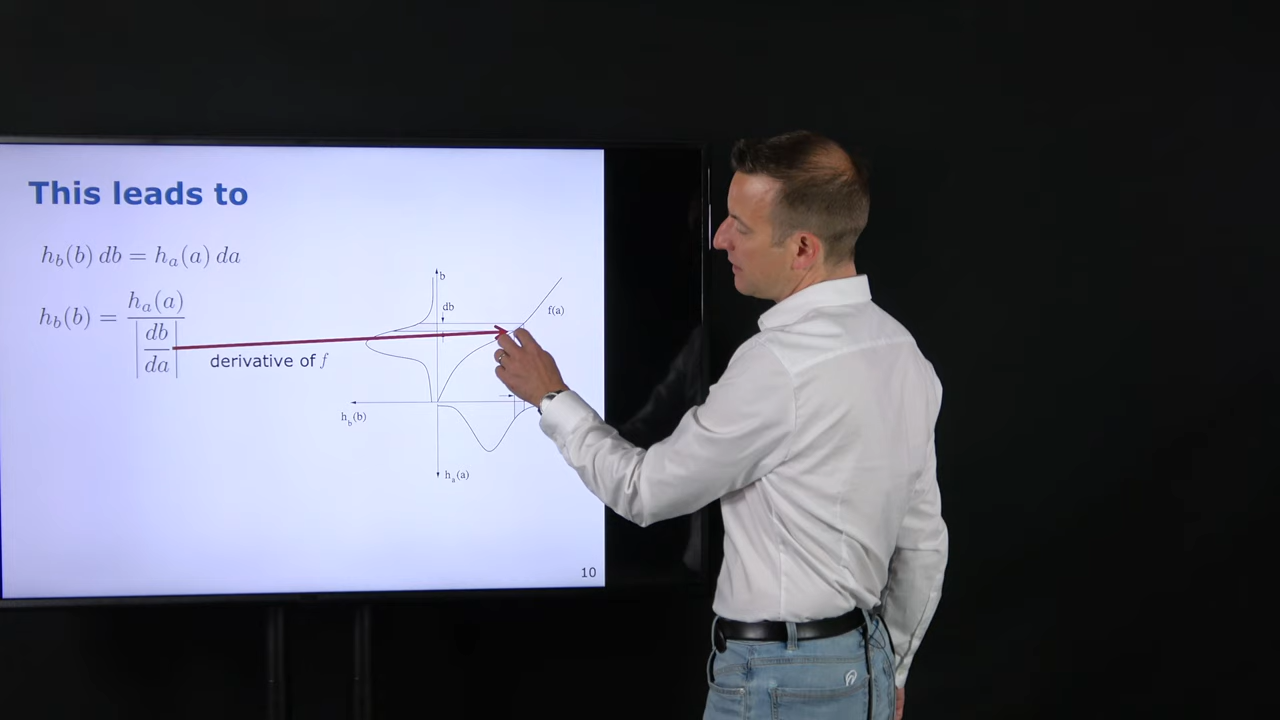 This leads to
h_b(b) db = h_a(a) da
h_b(b) = h_a(a) / |db/da|
derivative of f
b
db
f(a)
h_b(b)
h_a(a)
10